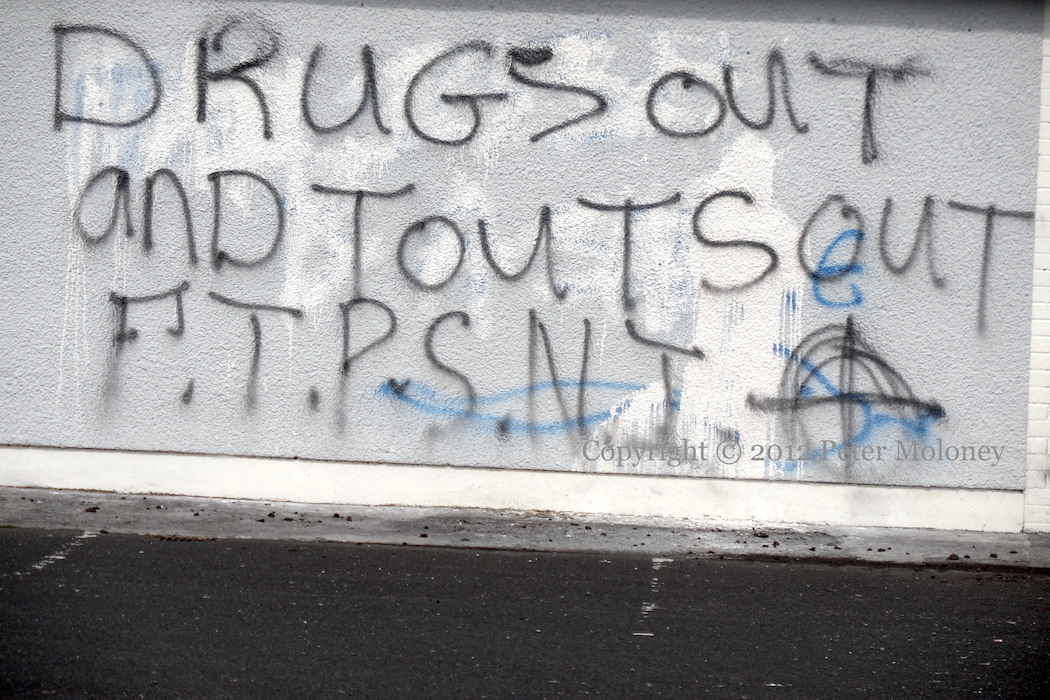 DRUGS OUT
anD TOUTS OUT
F.T.P.S.N.I
e
Copyright © 2012 Peter Moloney